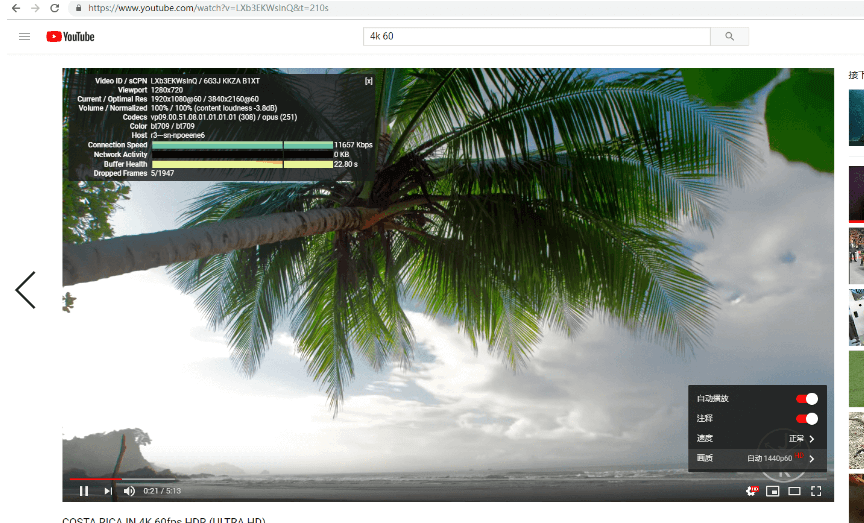 https://www.youtube.com/watch?v=LXb3EKWsInQ&t=210s
YouTube
4k 60
接下
Video ID / sCPN LXb3EKWsInQ / 6G3J KKZA B1XT
[x]
Viewport 1280x720
Current / Optimal Res 1920x1080@60 / 3840x2160@60
Volume / Normalized 100% / 100% (content loudness -3.8dB)
Codecs vp09.00.51.08.01.01.01.01 (308) / opus (251)
Color bt709 / bt709
Host r3---sn-npoeene6
Connection Speed 11657 Kbps
Network Activity 0 KB
Buffer Health 22.80 s
Dropped Frames 5/1947
自动播放
注释
速度 正常
画质 自动 1440p60
0:21 / 5:13
COSTA RICA IN 4K 60fps HDR (ULTRA HD)